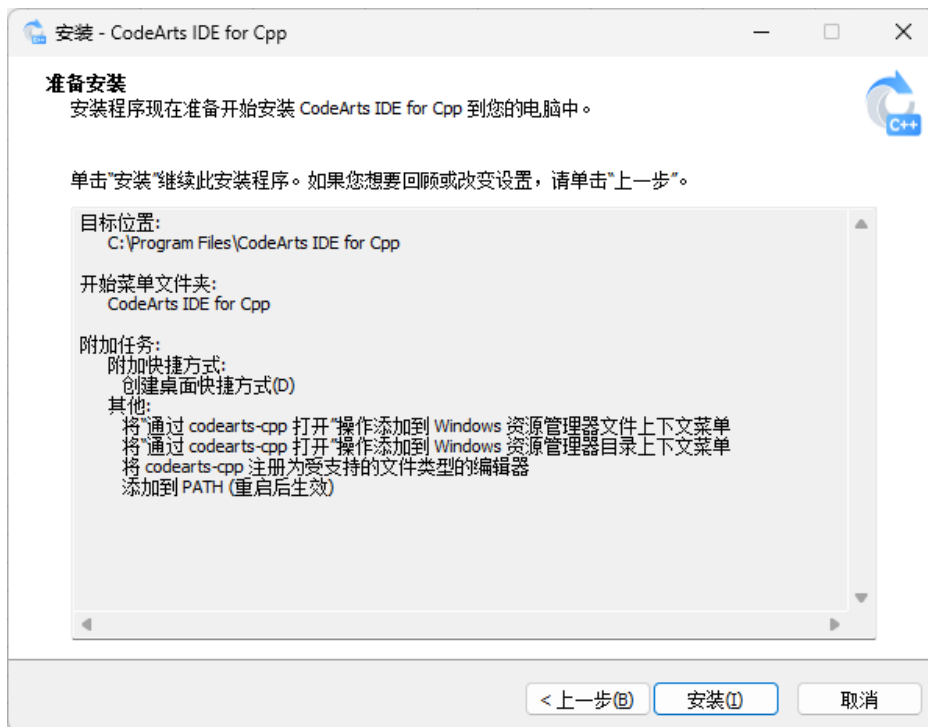 安装 - CodeArts IDE for Cpp
准备安装
安装程序现在准备开始安装 CodeArts IDE for Cpp 到您的电脑中。
C++
单击"安装"继续此安装程序。如果您想要回顾或改变设置，请单击"上一步"。
目标位置:
C:\Program Files\CodeArts IDE for Cpp
开始菜单文件夹:
CodeArts IDE for Cpp
附加任务:
附加快捷方式:
创建桌面快捷方式(D)
其他:
将"通过 codearts-cpp 打开"操作添加到 Windows 资源管理器文件上下文菜单
将"通过 codearts-cpp 打开"操作添加到 Windows 资源管理器目录上下文菜单
将 codearts-cpp 注册为受支持的文件类型的编辑器
添加到 PATH (重启后生效)
< 上一步(B) 安装(I) 取消